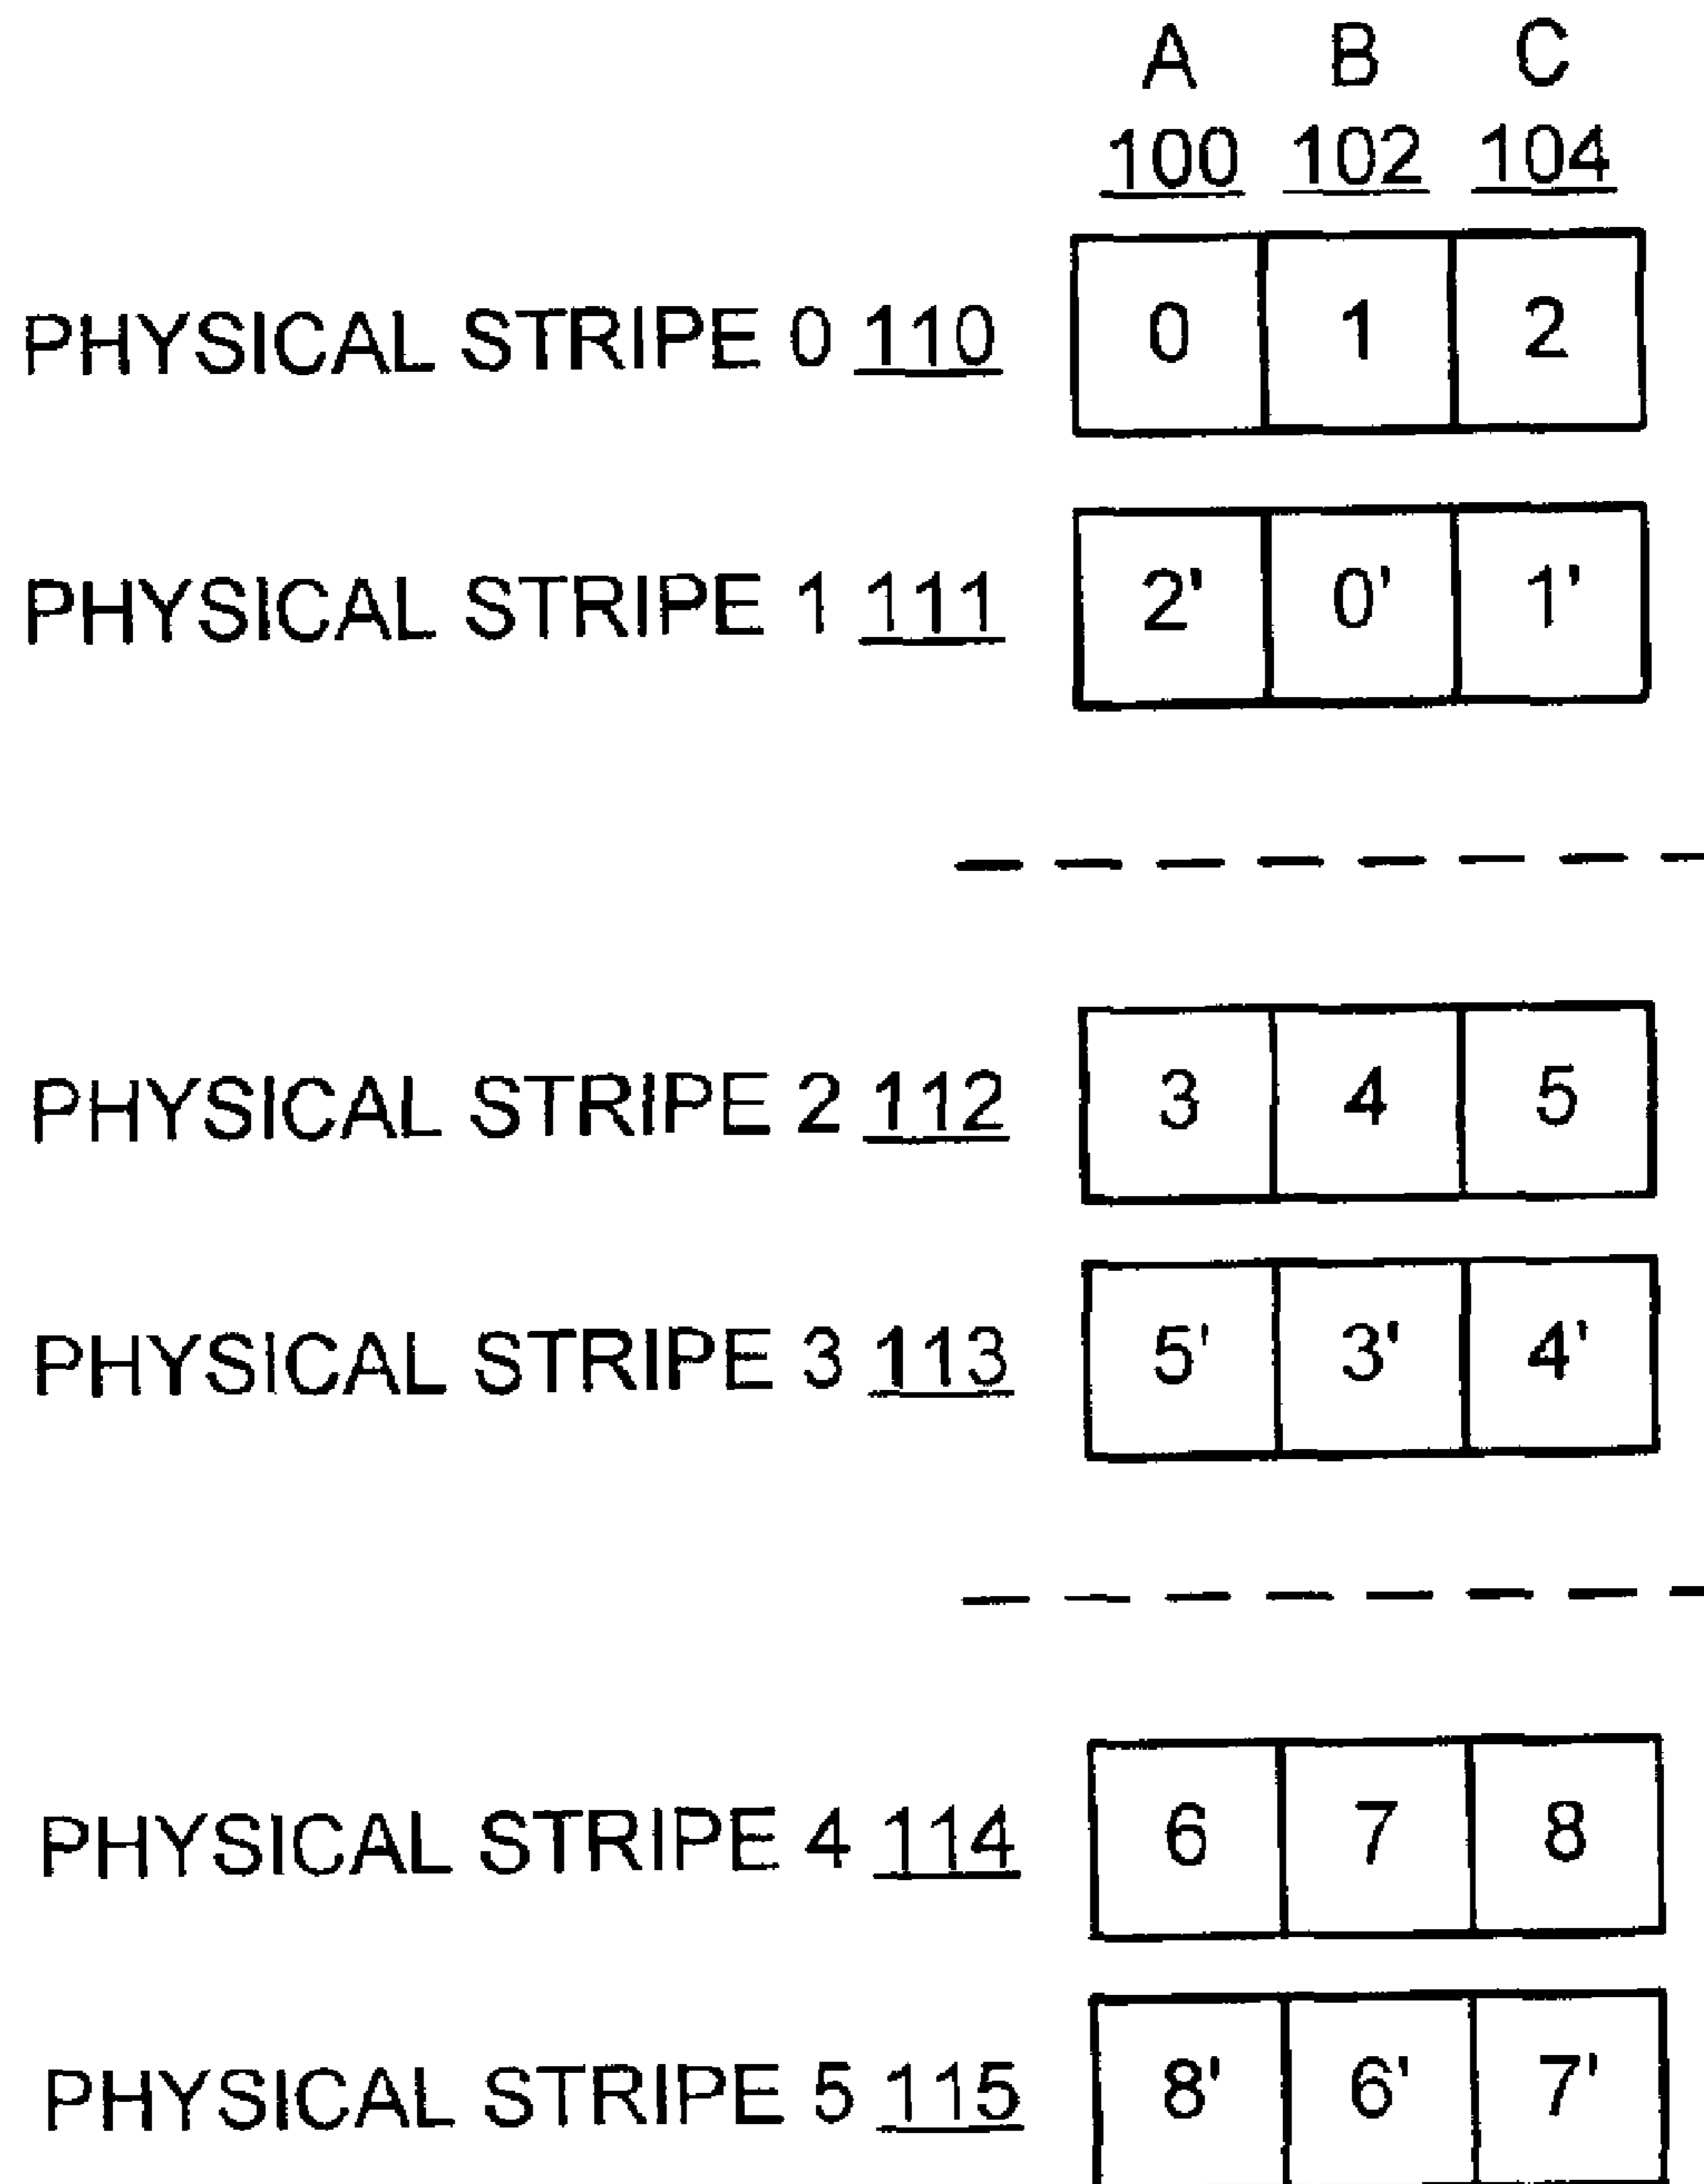 A B C
100 102 104
PHYSICAL STRIPE 0 110 0 1 2
PHYSICAL STRIPE 1 111 2' 0' 1'
PHYSICAL STRIPE 2 112 3 4 5
PHYSICAL STRIPE 3 113 5' 3' 4'
PHYSICAL STRIPE 4 114 6 7 8
PHYSICAL STRIPE 5 115 8' 6' 7'